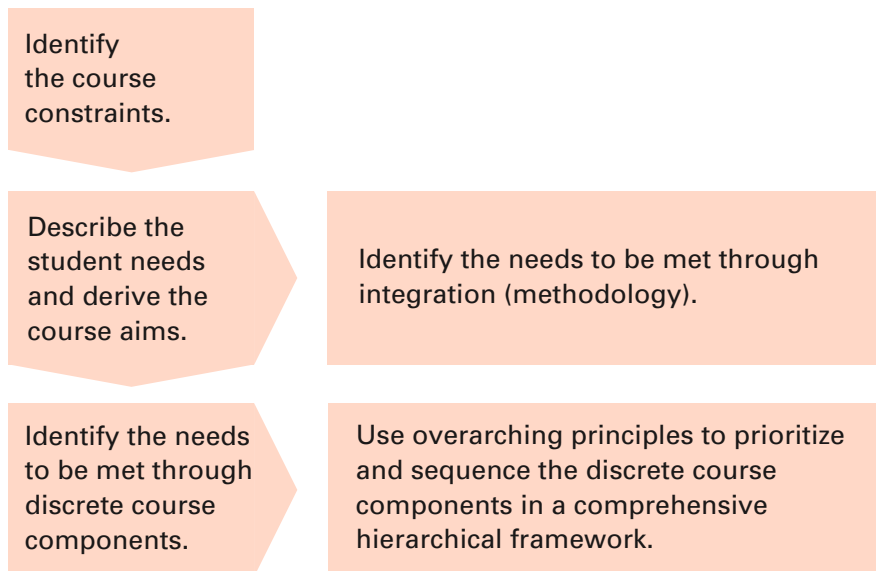 Identify
the course
constraints.
Describe the
student needs
and derive the
course aims.
Identify the needs to be met through
integration (methodology).
Identify the needs
to be met through
discrete course
components.
Use overarching principles to prioritize
and sequence the discrete course
components in a comprehensive
hierarchical framework.